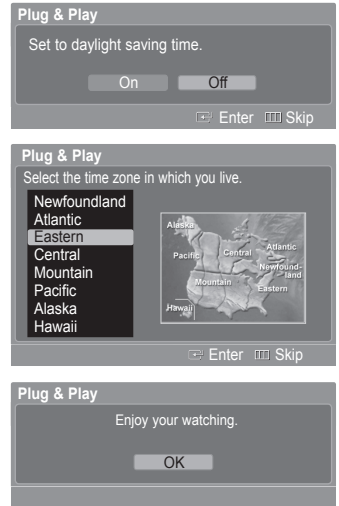 Plug & Play
Set to daylight saving time.
On Off
Enter Skip
Plug & Play
Select the time zone in which you live.
Newfoundland
Atlantic
Eastern
Central
Mountain
Pacific
Alaska
Hawaii
Alaska
Pacific Central Atlantic
Newfound-
land
Mountain Eastern
Hawaii
Enter Skip
Plug & Play
Enjoy your watching.
OK